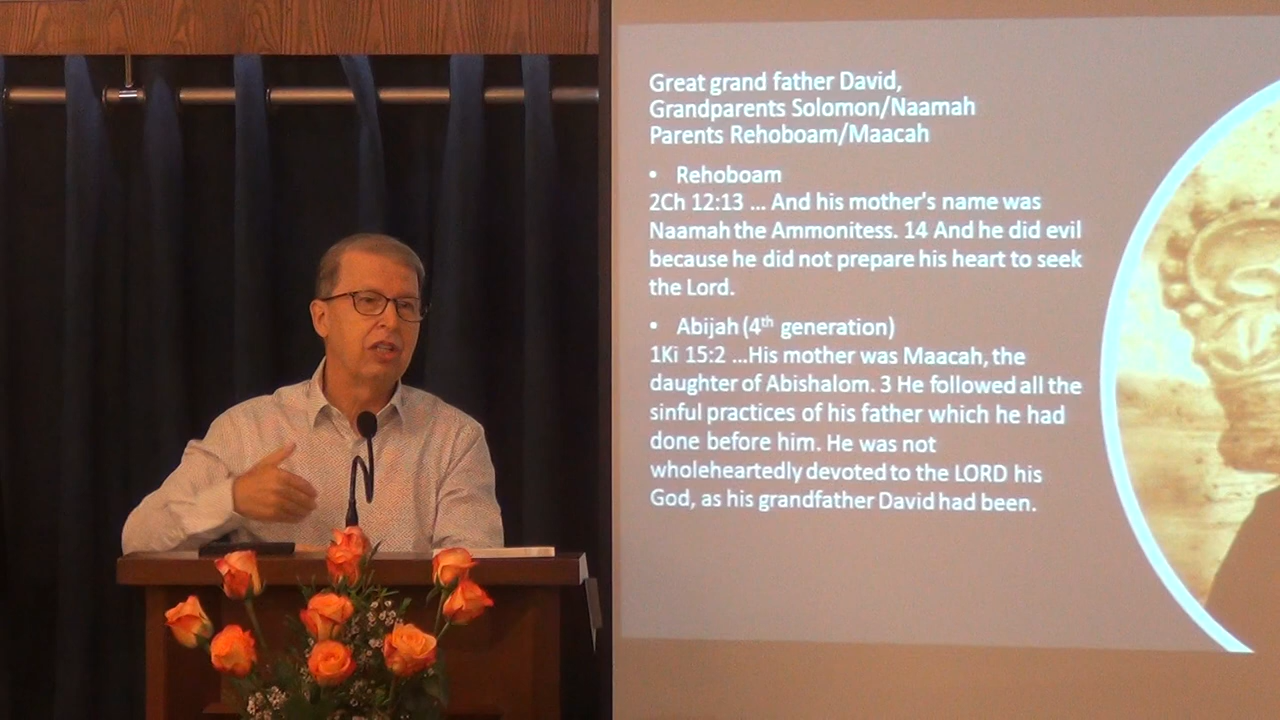 Great grand father David,
Grandparents Solomon/Naamah
Parents Rehoboam/Maacah
• Rehoboam
2Ch 12:13 ... And his mother's name was
Naamah the Ammonitess. 14 And he did evil
because he did not prepare his heart to seek
the Lord.
• Abijah (4th generation)
1Ki 15:2 ...His mother was Maacah, the
daughter of Abishalom. 3 He followed all the
sinful practices of his father which he had
done before him. He was not
wholeheartedly devoted to the LORD his
God, as his grandfather David had been.